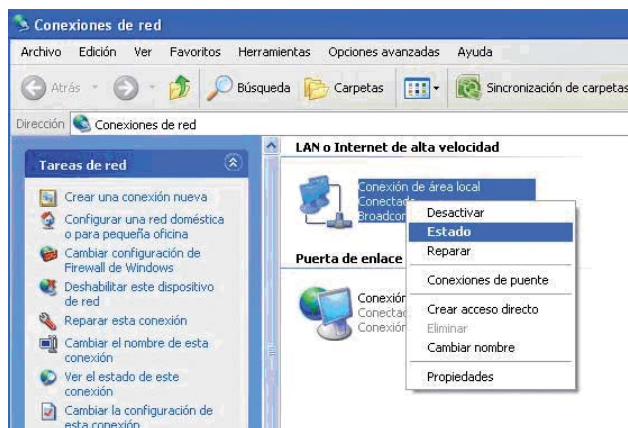 Conexiones de red
Archivo Edición Ver Favoritos Herramientas Opciones avanzadas Ayuda
Atrás Búsqueda Carpetas Sincronización de carpetas
Dirección Conexiones de red
Tareas de red
Crear una conexión nueva
Configurar una red doméstica
o para pequeña oficina
Cambiar configuración de
Firewall de Windows
Deshabilitar este dispositivo
de red
Reparar esta conexión
Cambiar el nombre de esta
conexión
Ver el estado de este
conexión
Cambiar la configuración de
esta conexión
LAN o Internet de alta velocidad
Conexión de área local
Conectado
Broadcom
Puerta de enlace
Conexión
Conectado
Conexión
Desactivar
Estado
Reparar
Conexiones de puente
Crear acceso directo
Eliminar
Cambiar nombre
Propiedades